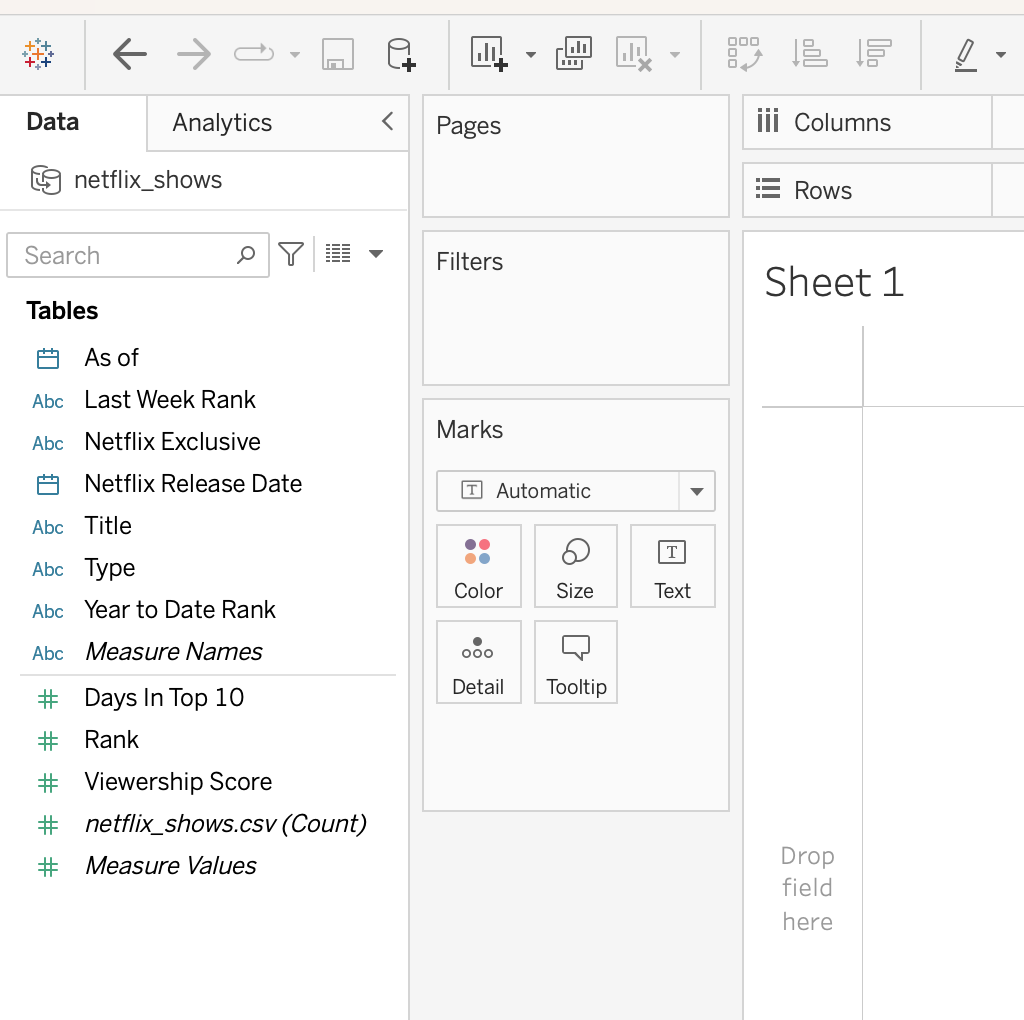 Data
Analytics
netflix_shows
Search
Tables
As of
Abc Last Week Rank
Abc Netflix Exclusive
Netflix Release Date
Abc Title
Abc Type
Abc Year to Date Rank
Abc Measure Names
Days In Top 10
Rank
Viewership Score
netflix_shows.csv (Count)
Measure Values
Pages
Filters
Marks
T Automatic
Color
Size
T Text
Detail
Tooltip
Columns
Rows
Sheet 1
Drop
field
here